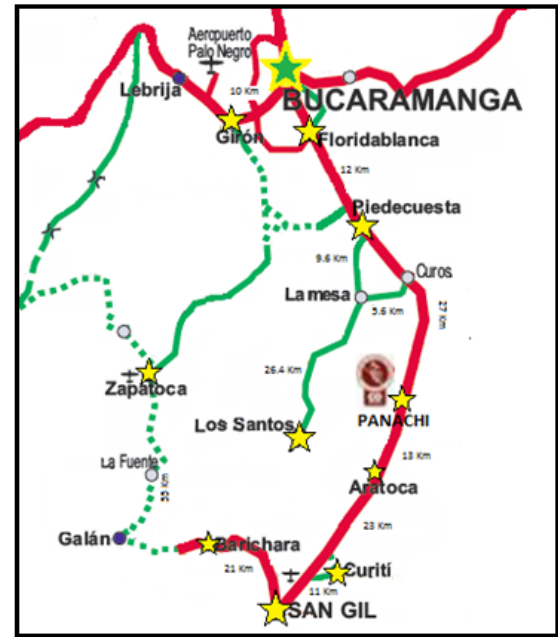 Aeropuerto
Palo Negro
Lebrija
10 Km
BUCARAMANGA
Girón
Floridablanca
12 Km
Piedecuesta
9.6 Km
Curos
La mesa
3.6 Km
27 Km
26.4 Km
Zapatoca
PANACHI
Los Santos
13 Km
La Fuente
55 Km
Aratoca
23 Km
Galán
Barichara
21 Km
Curití
11 Km
SAN GIL